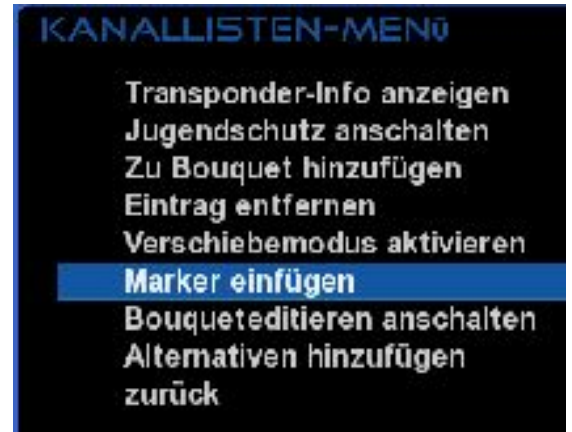 KANALLISTEN-MENÜ
Transponder-Info anzeigen
Jugendschutz anschalten
Zu Bouquet hinzufügen
Eintrag entfernen
Verschiebemodus aktivieren
Marker einfügen
Bouqueteditieren anschalten
Alternativen hinzufügen
zurück